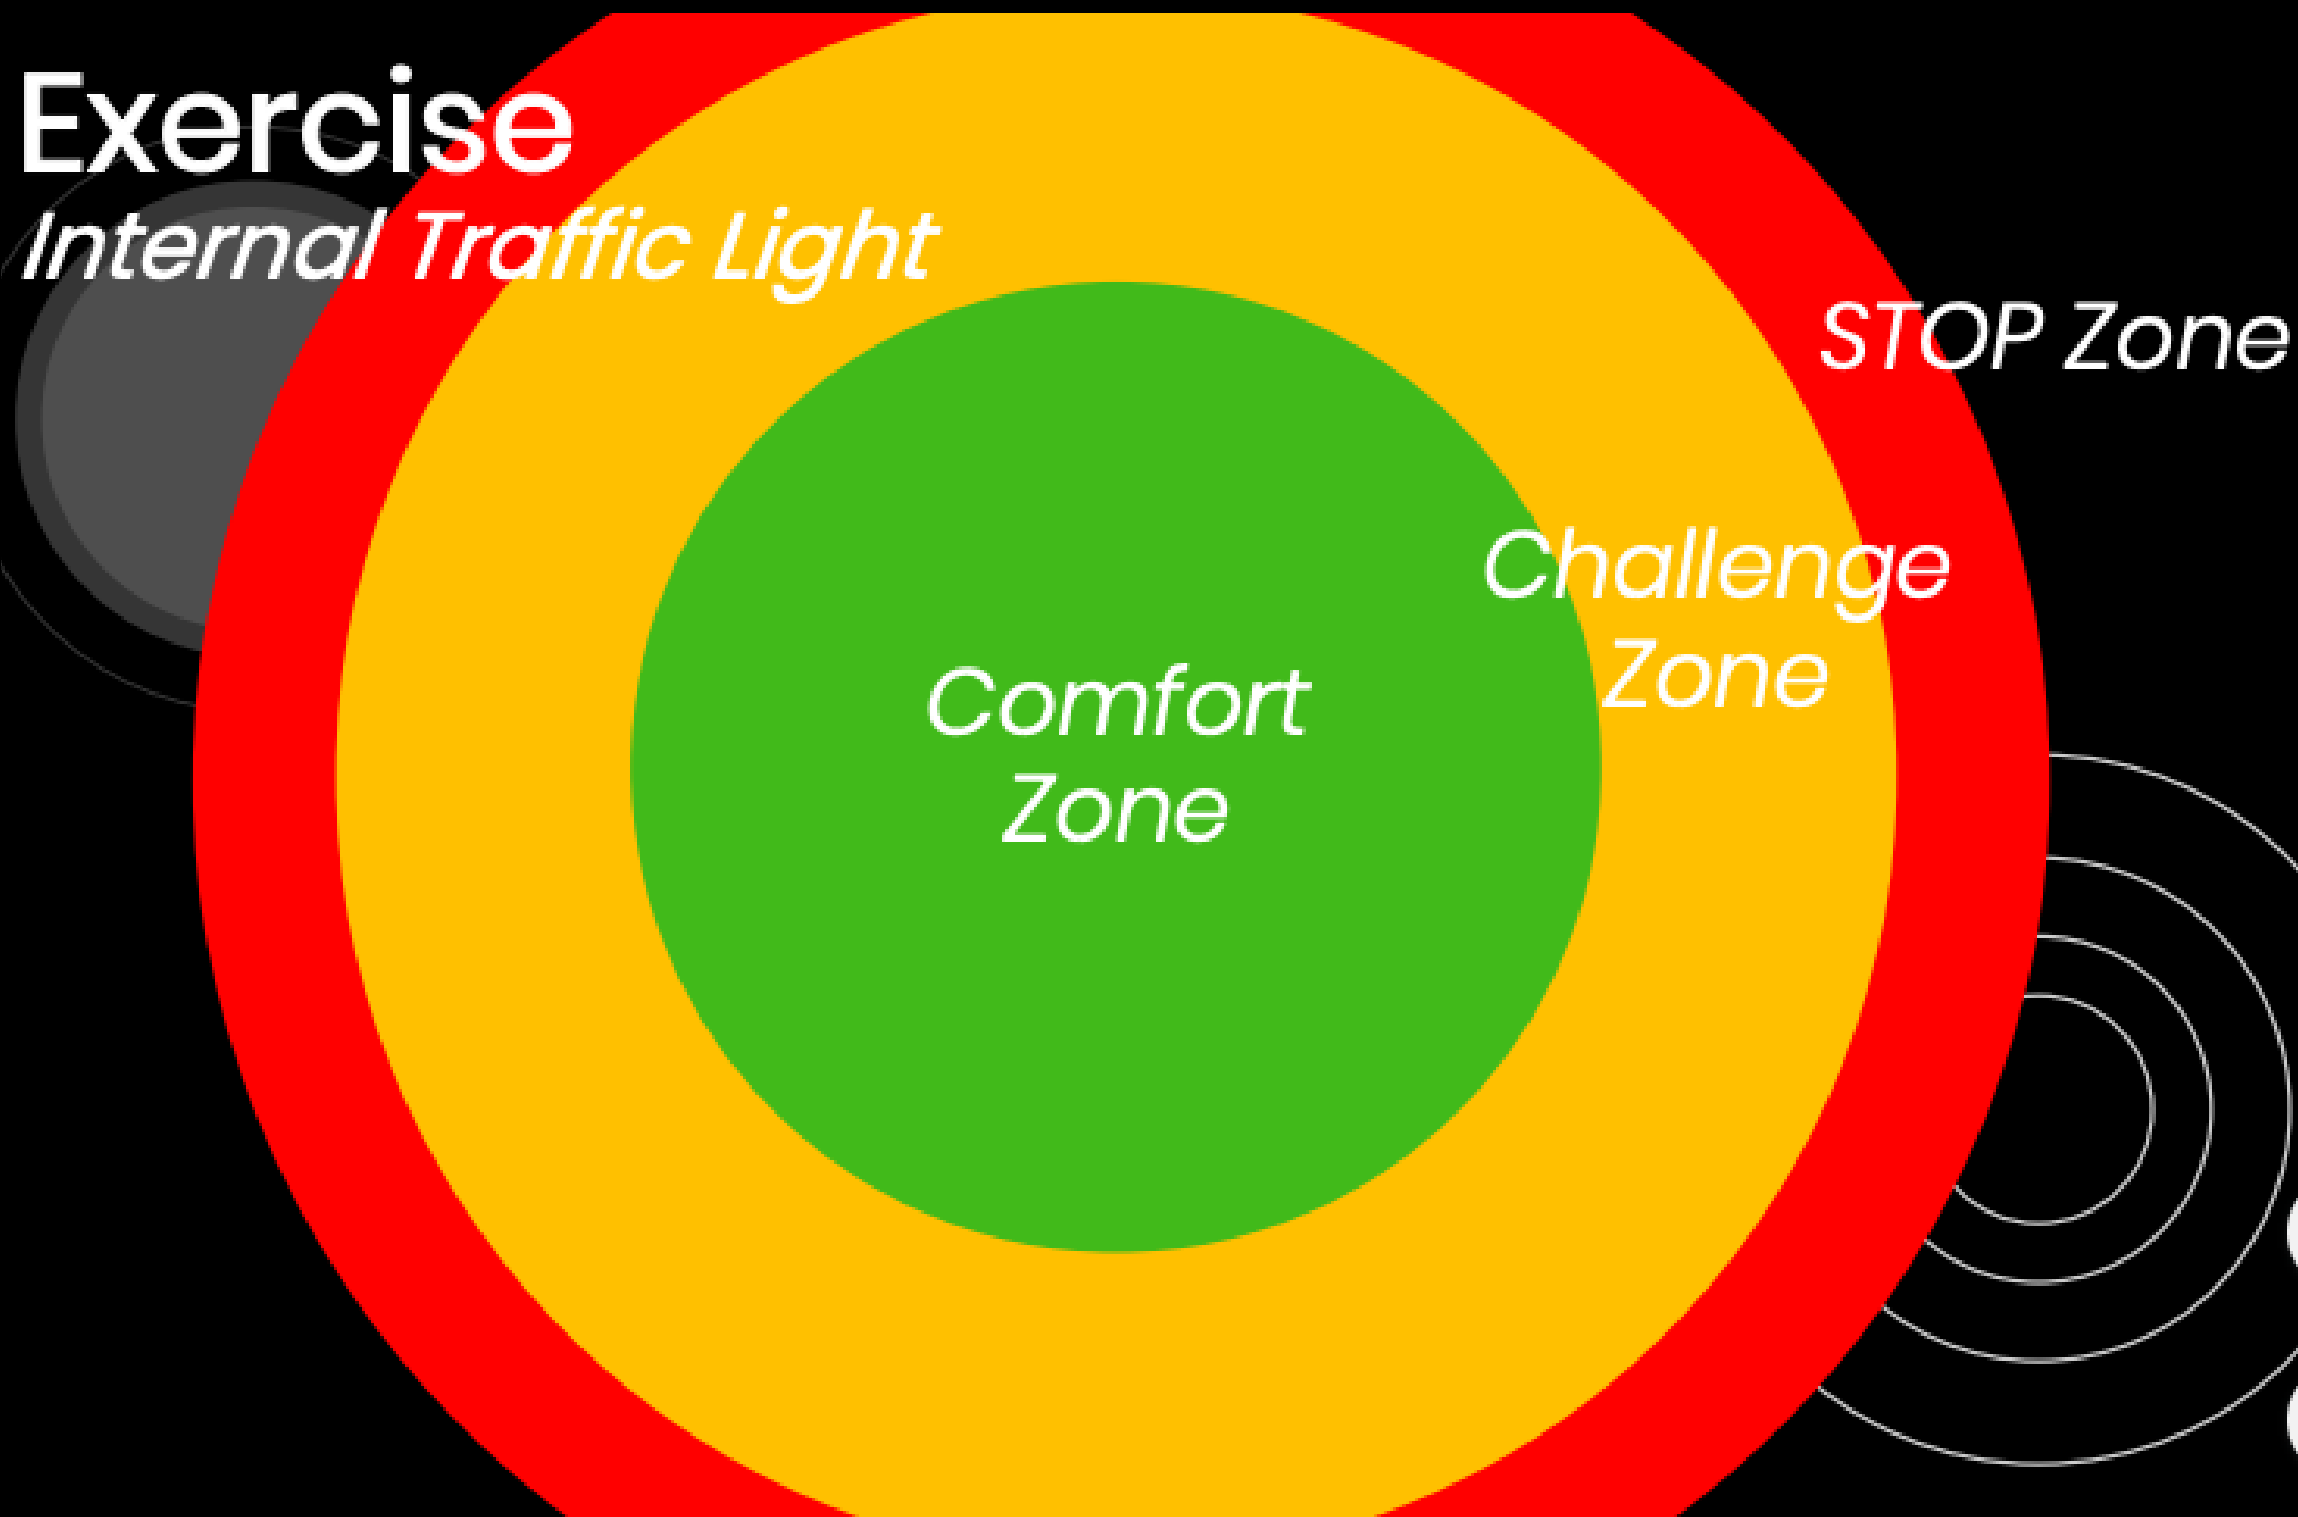 Exercise
Internal Traffic Light
STOP Zone
Challenge
Zone
Comfort
Zone